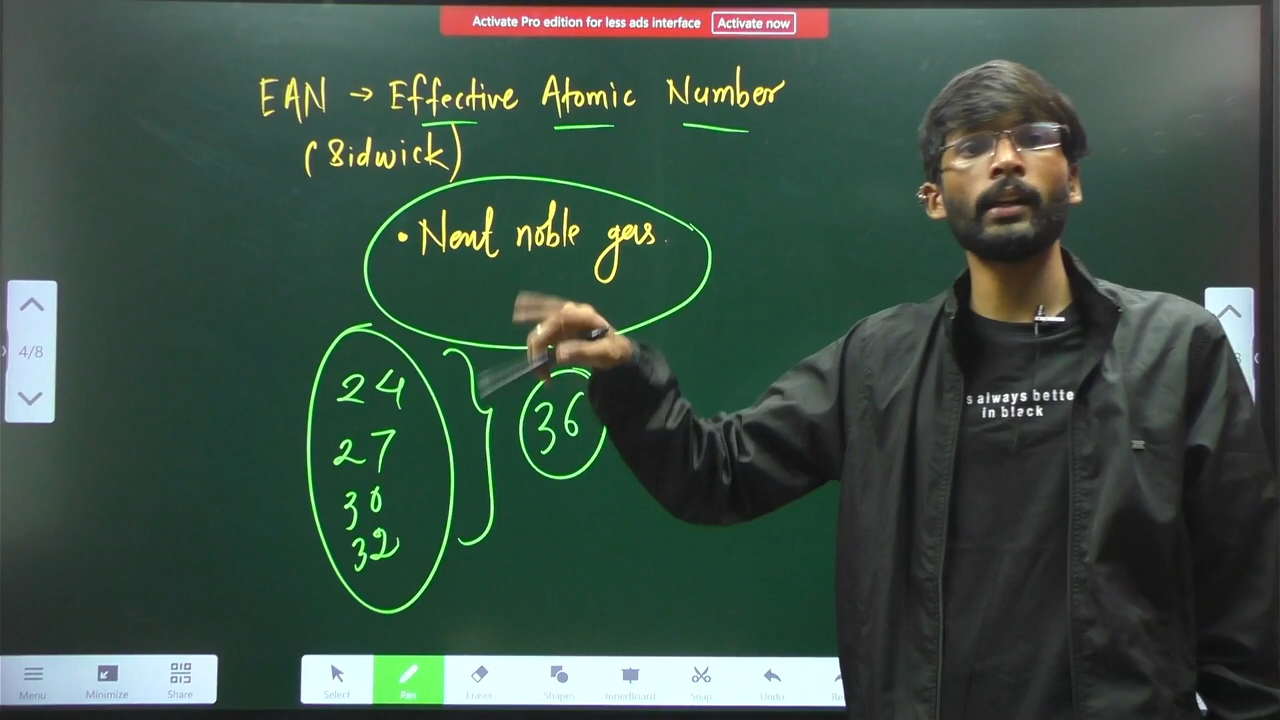 Activate Pro edition for less ads interface Activate now
EAN → Effective Atomic Number
(Sidwick)
• Next noble gas.
24
27
30
32
36
4/8
s always bette
in black
Menu Minimize Share Select Pen Eraser Shapes InnerBoard Snap Undo